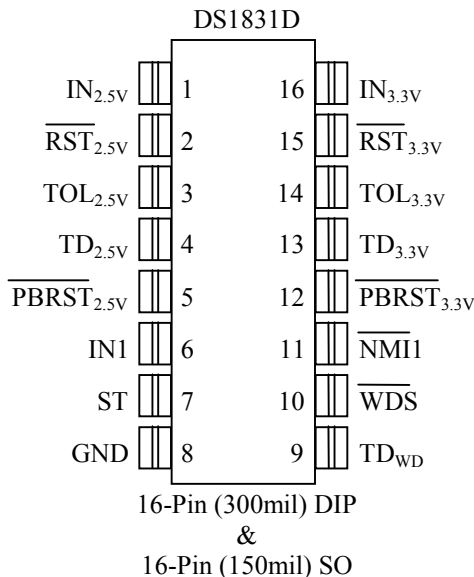 DS1831D
IN2.5V 1 16 IN3.3V
RST2.5V 2 15 RST3.3V
TOL2.5V 3 14 TOL3.3V
TD2.5V 4 13 TD3.3V
PBRST2.5V 5 12 PBRST3.3V
IN1 6 11 NMI1
ST 7 10 WDS
GND 8 9 TDWD
16-Pin (300mil) DIP
&
16-Pin (150mil) SO